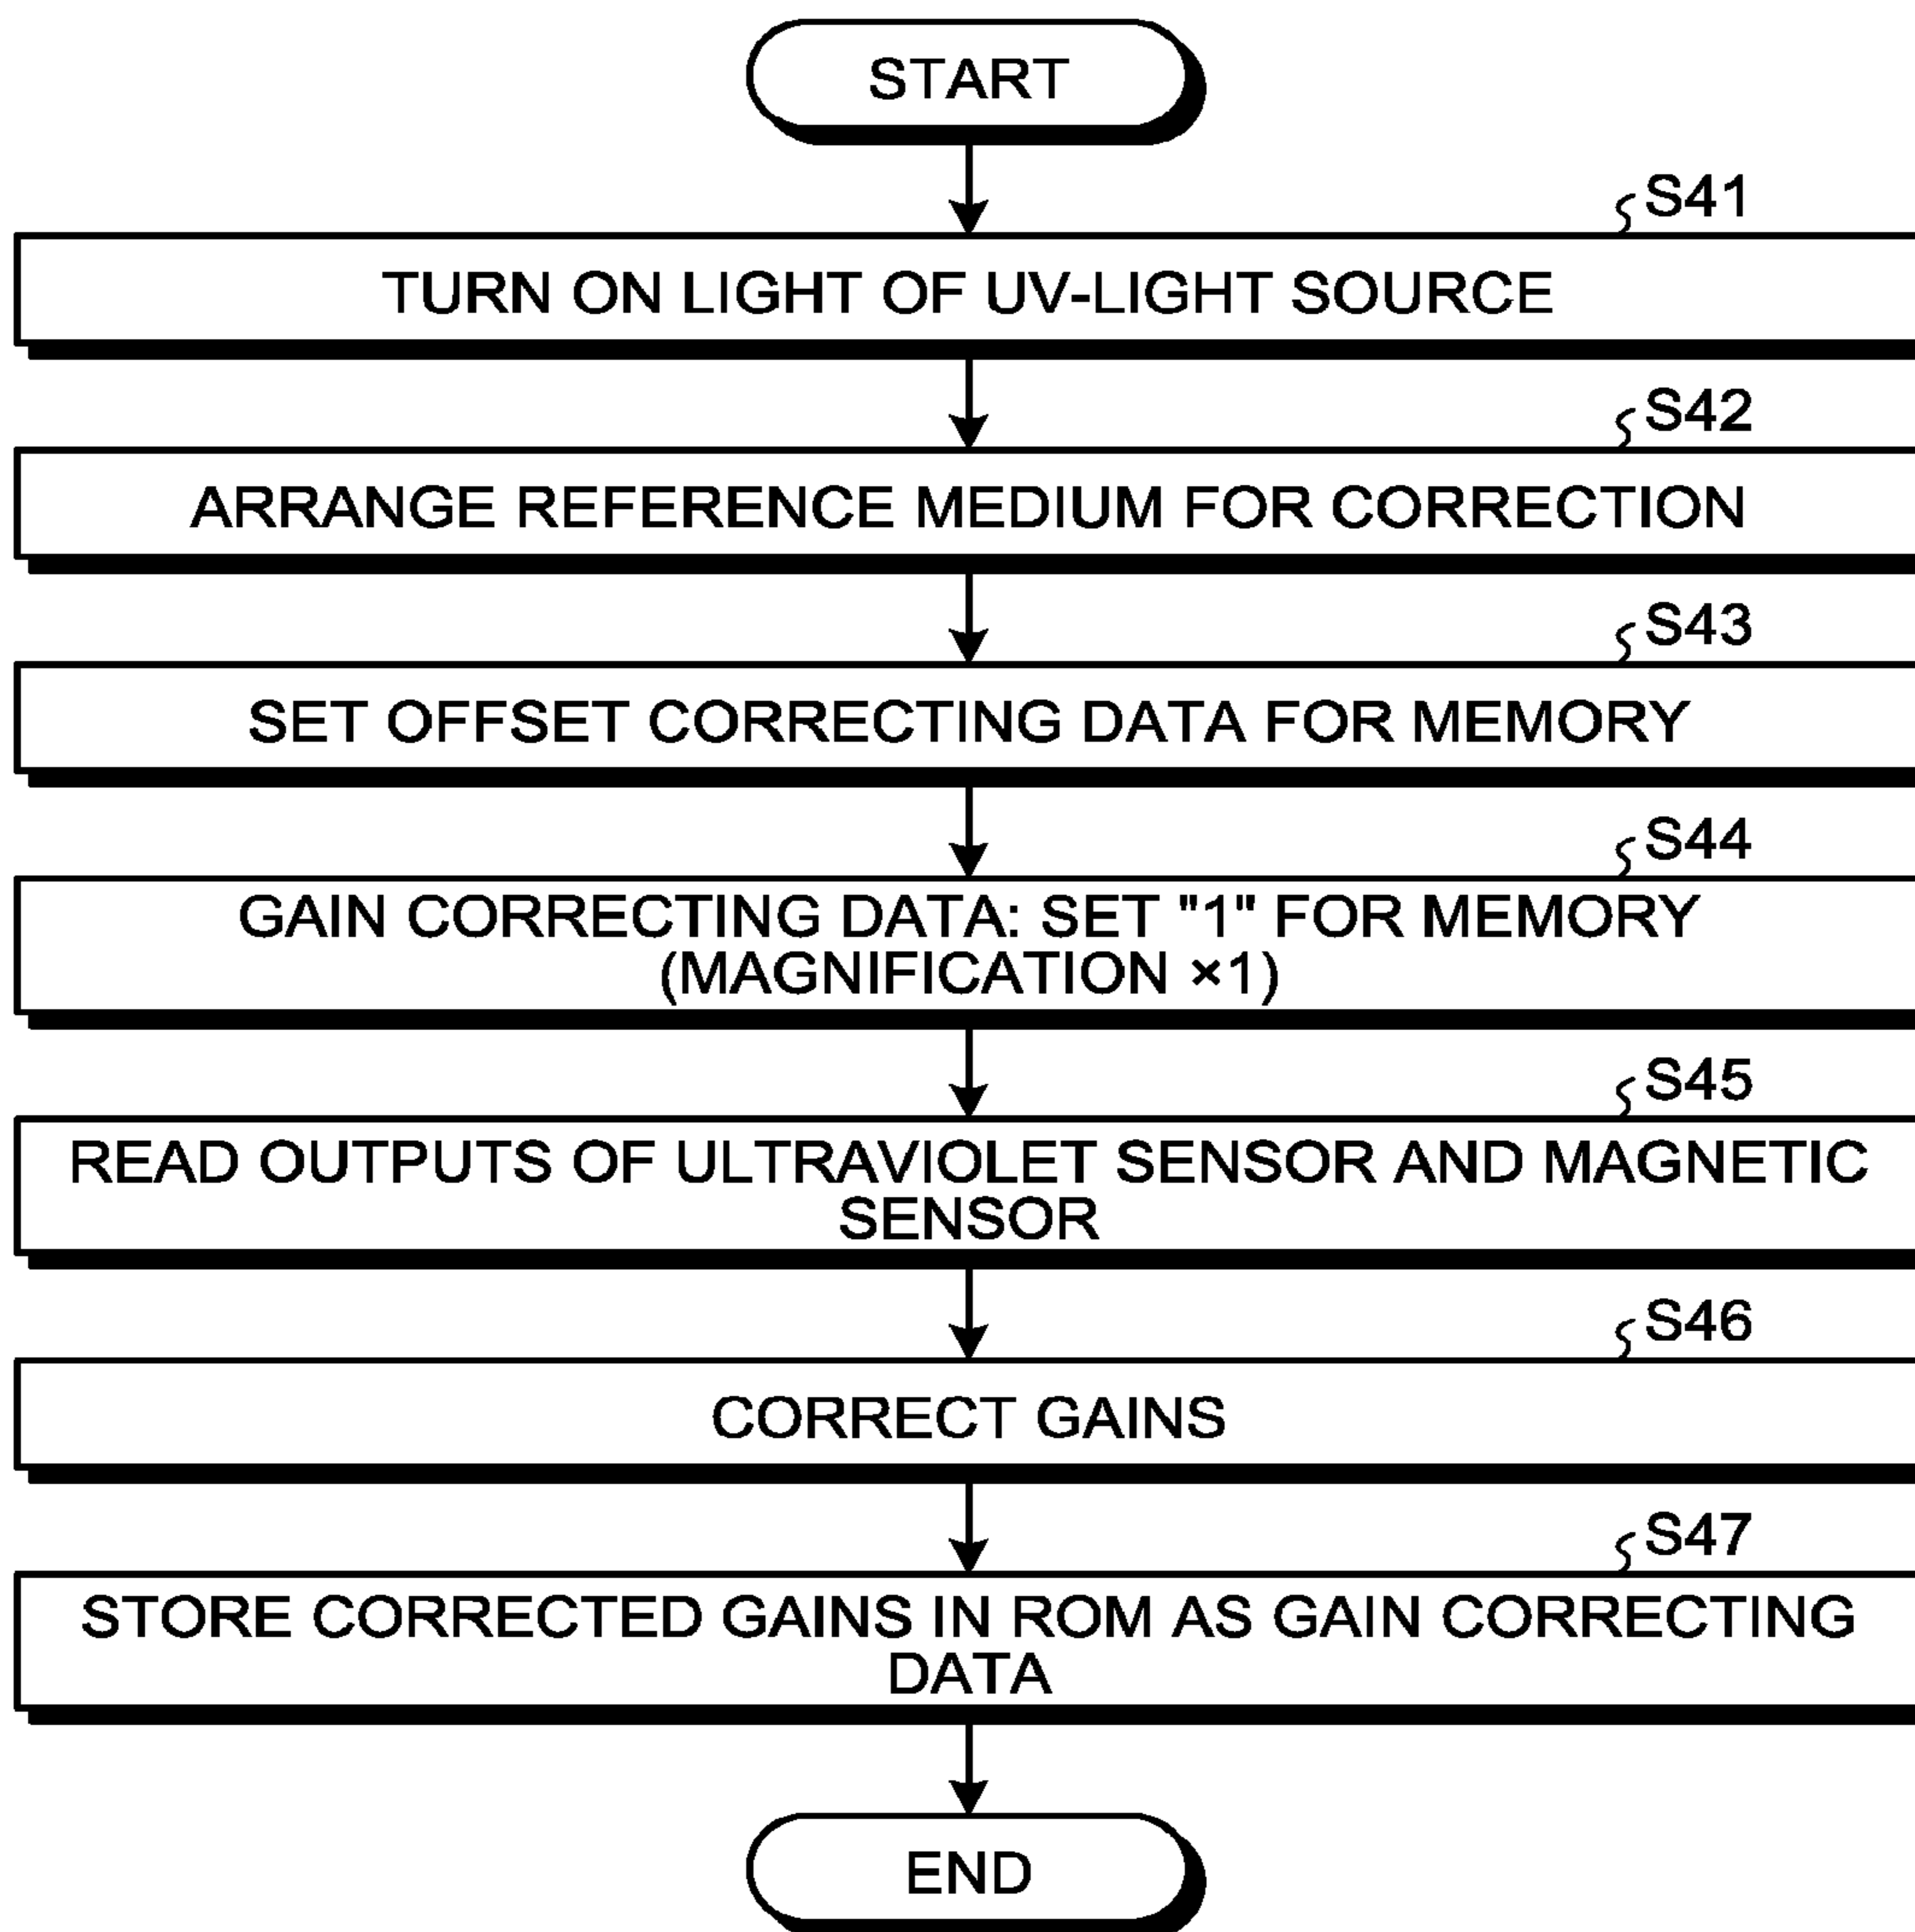 START
S41
TURN ON LIGHT OF UV-LIGHT SOURCE
S42
ARRANGE REFERENCE MEDIUM FOR CORRECTION
S43
SET OFFSET CORRECTING DATA FOR MEMORY
S44
GAIN CORRECTING DATA: SET "1" FOR MEMORY
(MAGNIFICATION ×1)
S45
READ OUTPUTS OF ULTRAVIOLET SENSOR AND MAGNETIC
SENSOR
S46
CORRECT GAINS
S47
STORE CORRECTED GAINS IN ROM AS GAIN CORRECTING
DATA
END